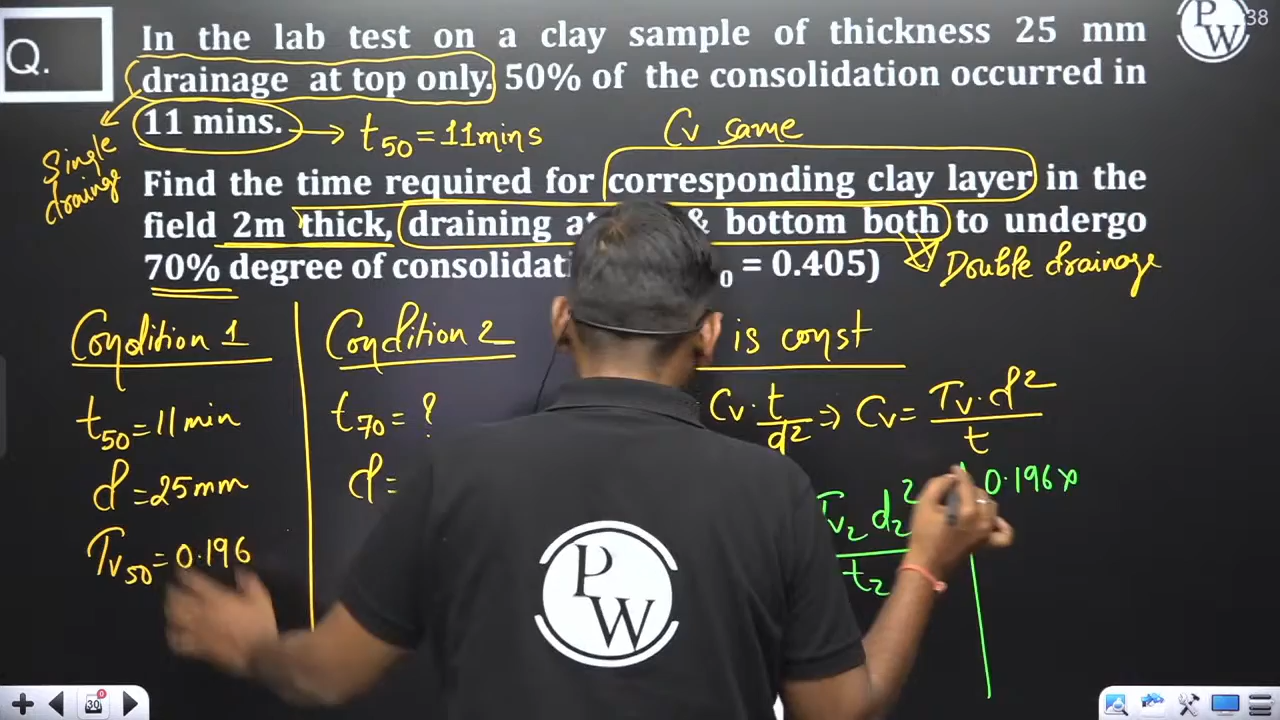 Q.
In the lab test on a clay sample of thickness 25 mm
drainage at top only. 50% of the consolidation occurred in
11 mins. → t50 = 11mins
Cv same
Single
drainage
Find the time required for corresponding clay layer in the
field 2m thick, draining at & bottom both to undergo
70% degree of 0 = 0.405)
Double drainage
Condition 1
t50 = 11min
d = 25mm
Tv50 = 0.196
Condition 2
t70 = ?
d =
is const
Cv. t/d² ⇒ Cv = Tv.d²/t
Tv2 d2²
t2
0.196 x
PW
PW
38
30